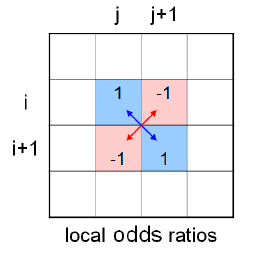 j j+1
i 1 -1
i+1 -1 1
local odds ratios